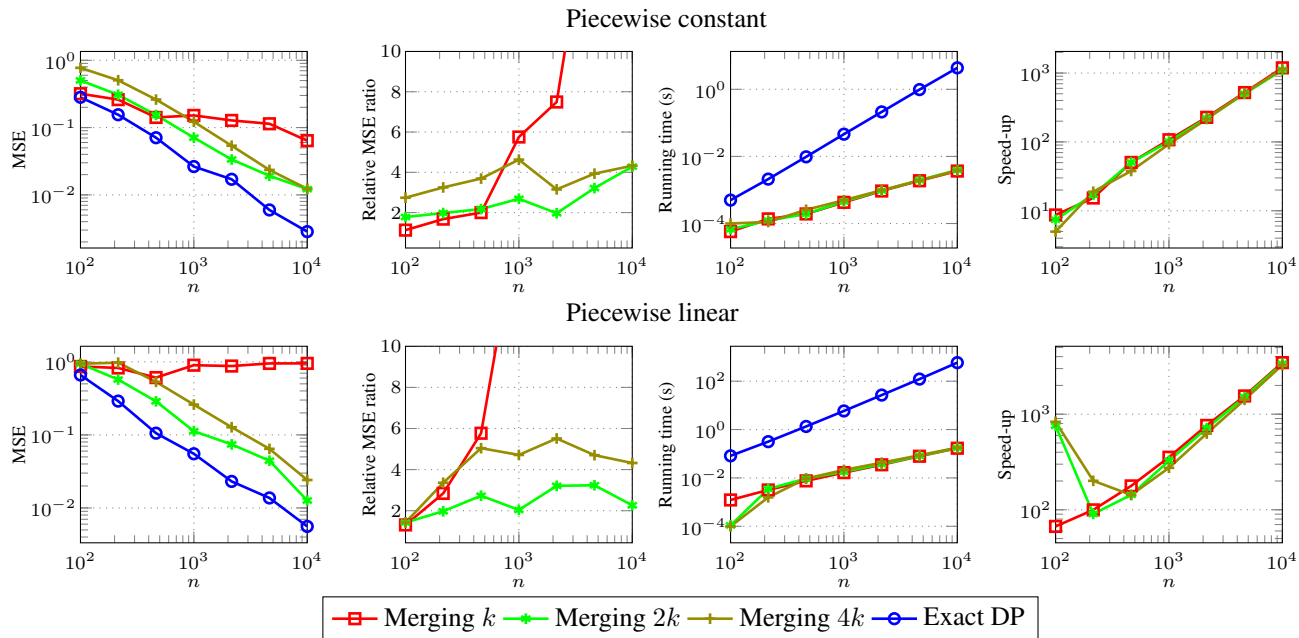 Piecewise constant
MSE
10^0
10^-1
10^-2
10^2 10^3 10^4
n
Relative MSE ratio
10
8
6
4
2
10^2 10^3 10^4
n
Running time (s)
10^0
10^-2
10^-4
10^2 10^3 10^4
n
Speed-up
10^3
10^2
10^1
10^2 10^3 10^4
n
Piecewise linear
MSE
10^0
10^-1
10^-2
10^2 10^3 10^4
n
Relative MSE ratio
10
8
6
4
2
10^2 10^3 10^4
n
Running time (s)
10^2
10^0
10^-2
10^-4
10^2 10^3 10^4
n
Speed-up
10^3
10^2
10^2 10^3 10^4
n
Merging k Merging 2k Merging 4k Exact DP